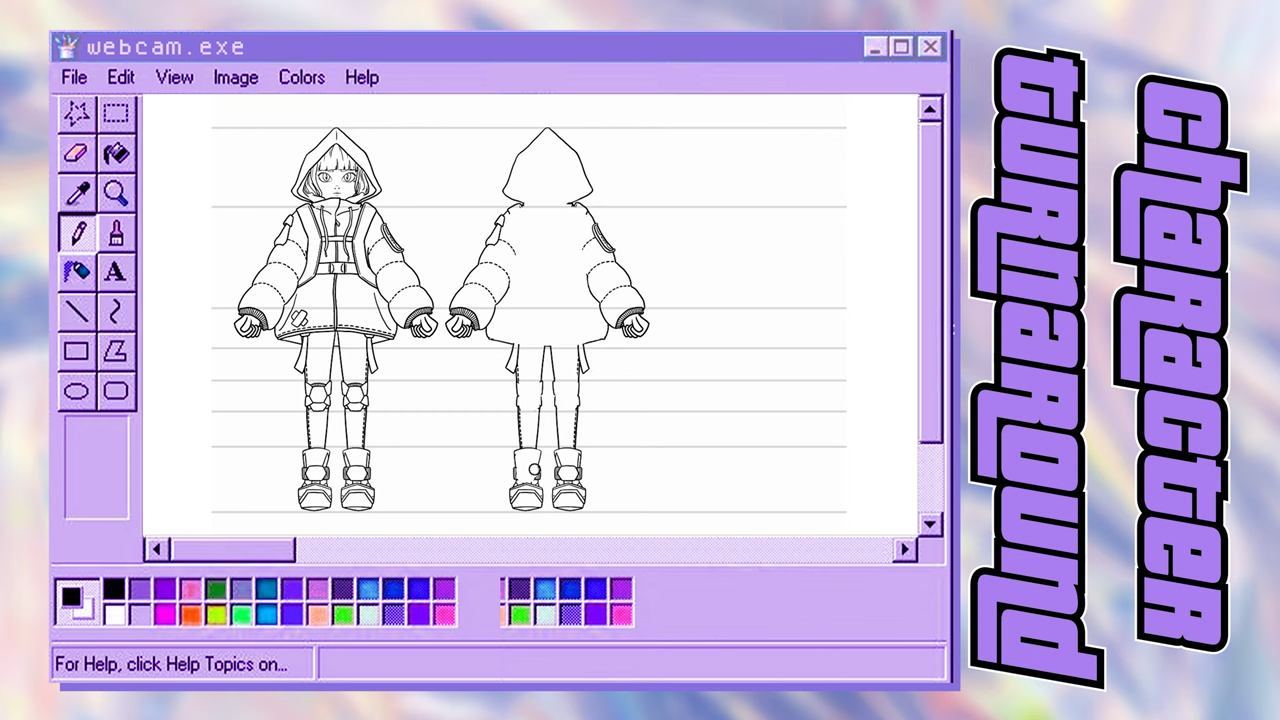 webcam.exe
File Edit View Image Colors Help
A
For Help, click Help Topics on...
character
turnaround